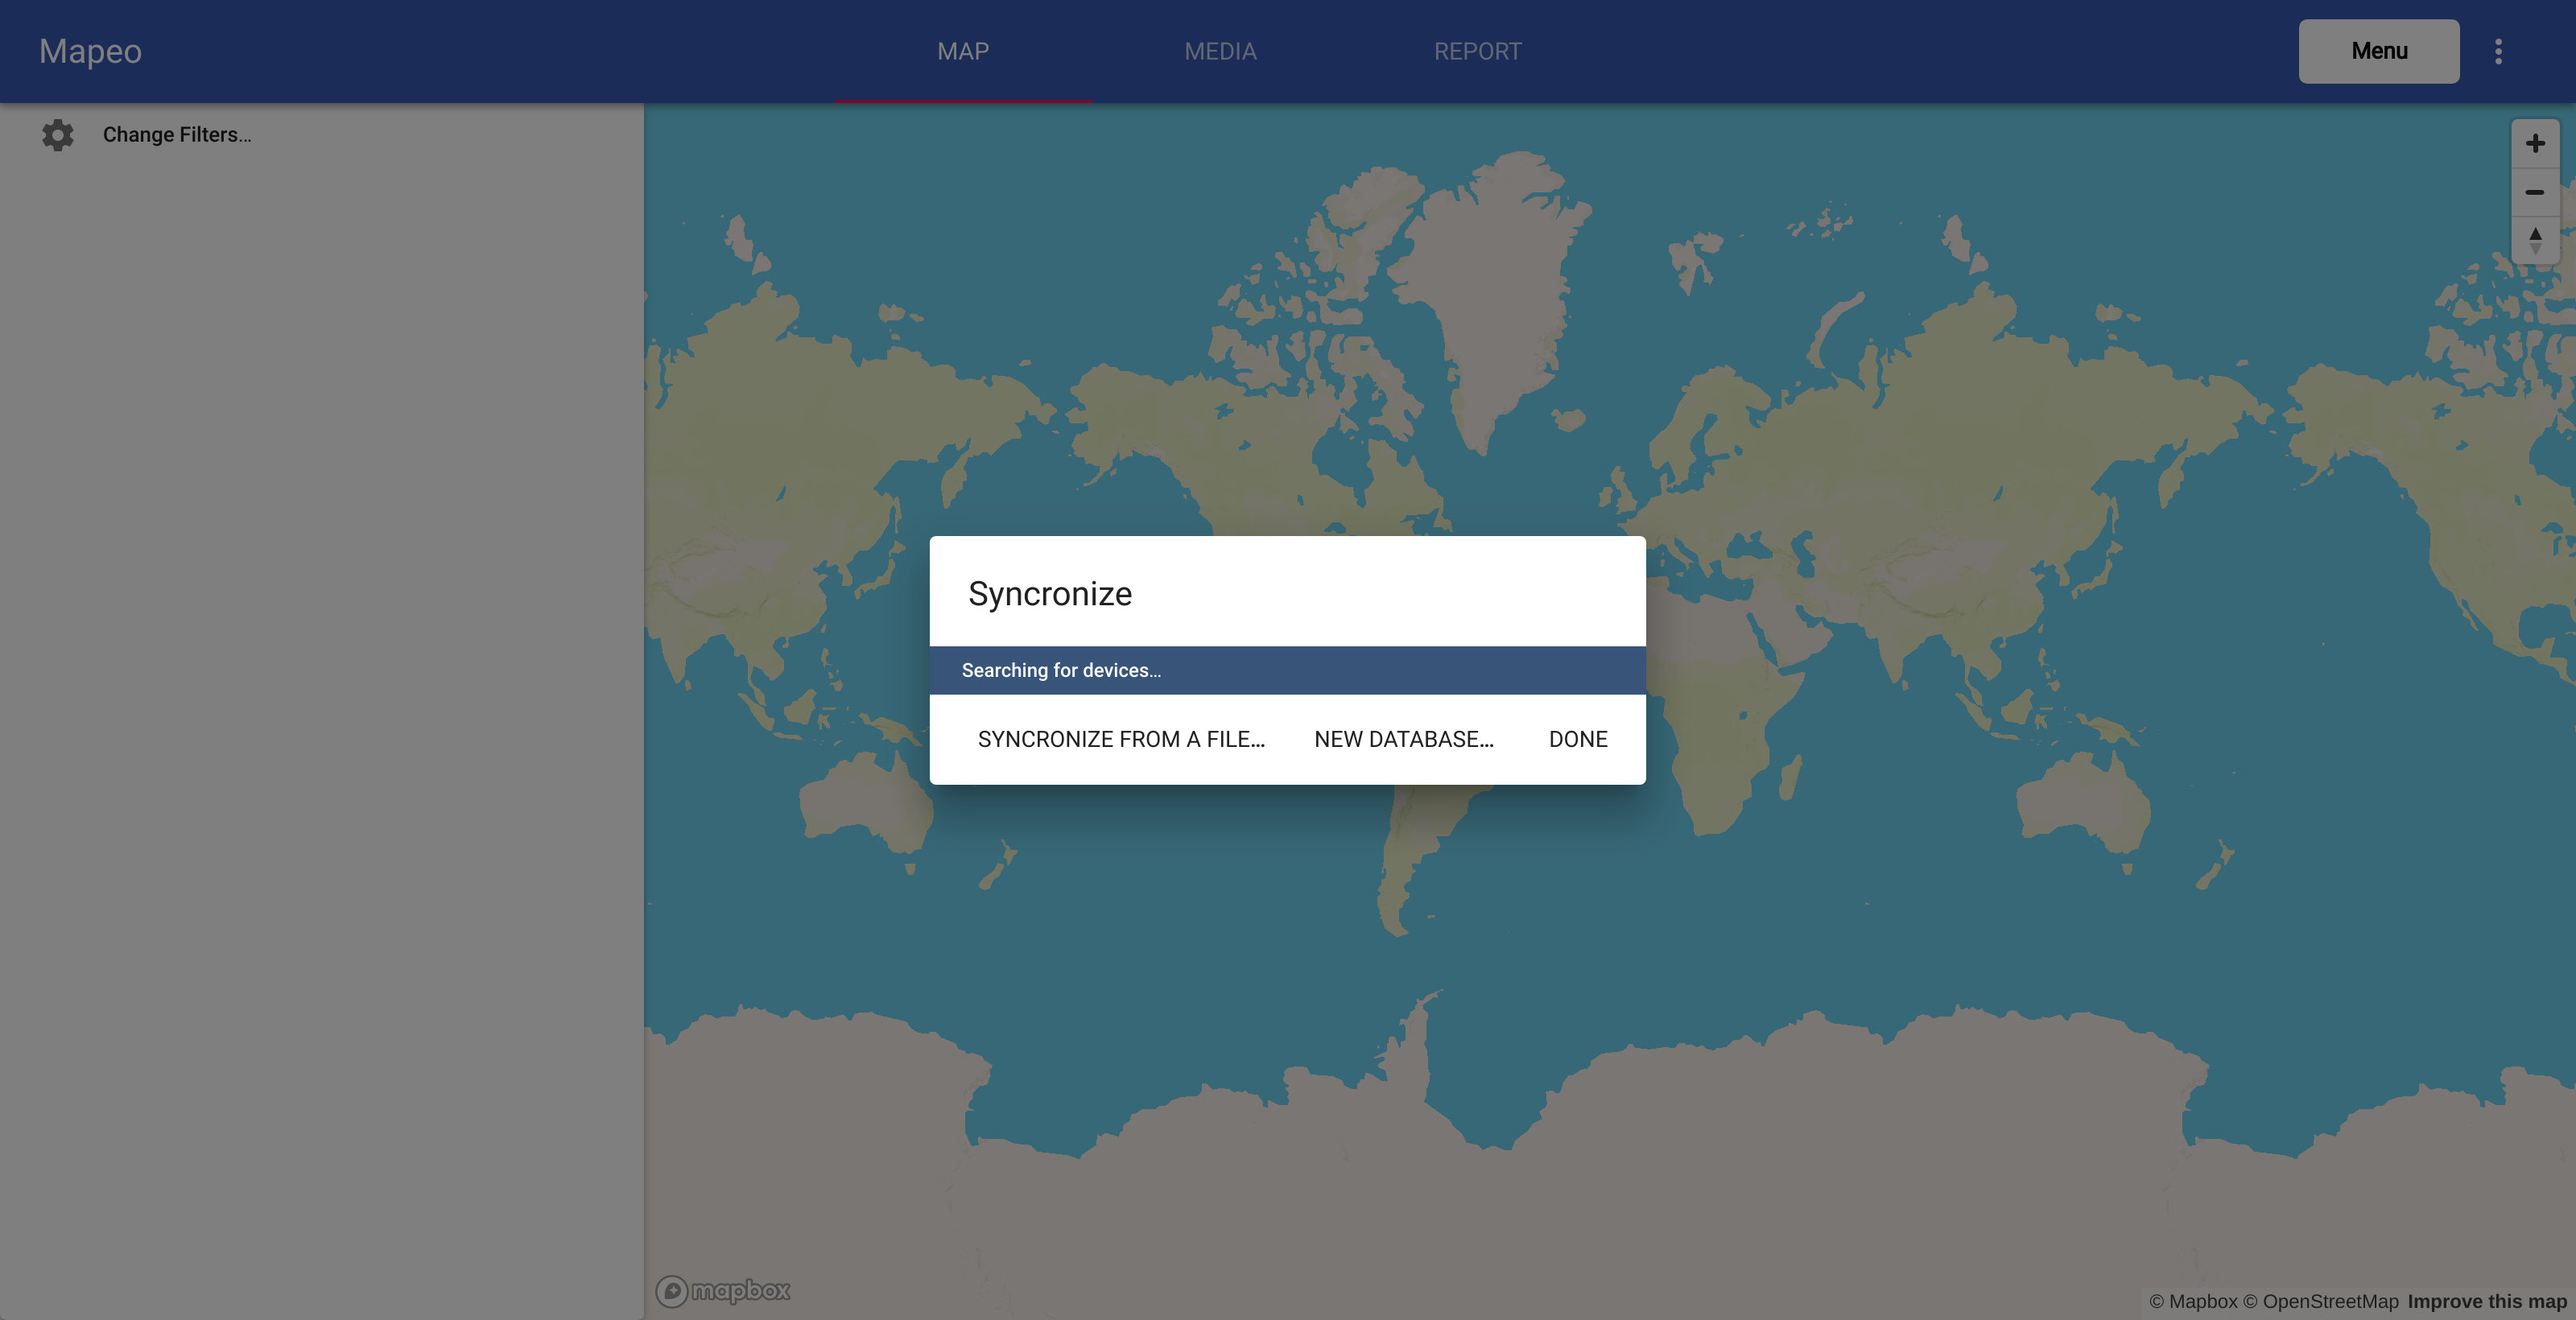 Mapeo
MAP
MEDIA
REPORT
Menu
Change Filters...
Syncronize
Searching for devices...
SYNCRONIZE FROM A FILE...
NEW DATABASE...
DONE
mapbox
© Mapbox © OpenStreetMap Improve this map